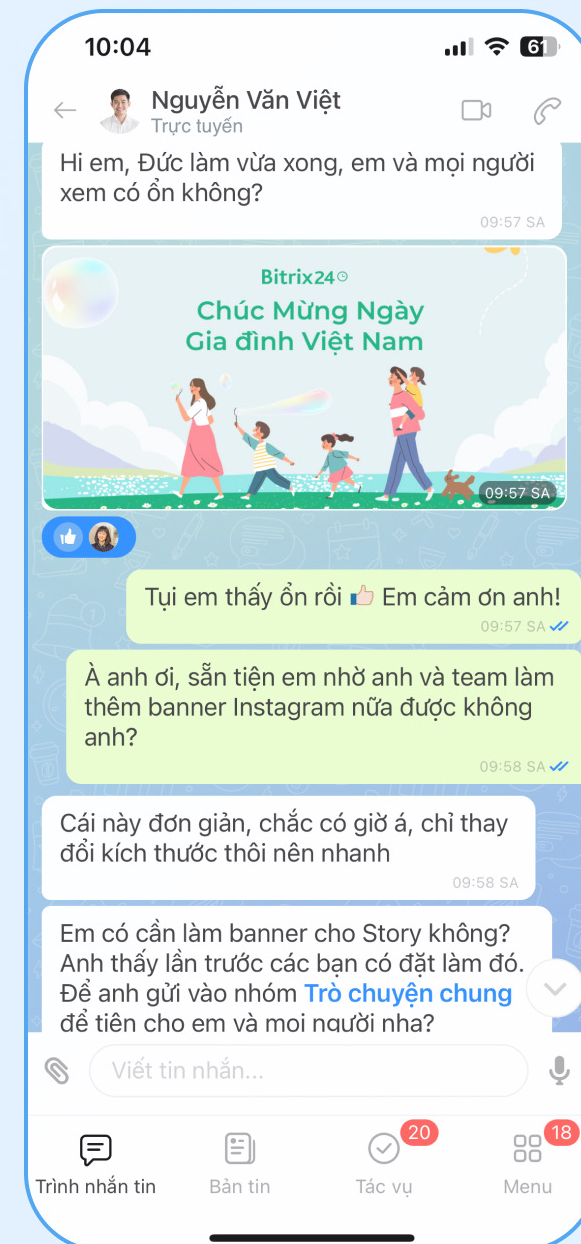 10:04
61
Nguyễn Văn Việt
Trực tuyến
Hi em, Đức làm vừa xong, em và mọi người
xem có ổn không?
09:57 SA
Bitrix24
Chúc Mừng Ngày
Gia đình Việt Nam
09:57 SA
Tụi em thấy ổn rồi 👍🏻 Em cảm ơn anh!
09:57 SA
À anh ơi, sẵn tiện em nhờ anh và team làm
thêm banner Instagram nữa được không
anh?
09:58 SA
Cái này đơn giản, chắc có giờ á, chỉ thay
đổi kích thước thôi nên nhanh
09:58 SA
Em có cần làm banner cho Story không?
Anh thấy lần trước các bạn có đặt làm đó.
Để anh gửi vào nhóm Trò chuyện chung
để tiện cho em và mọi người nha?
Viết tin nhắn...
20
18
Trình nhắn tin
Bản tin
Tác vụ
Menu